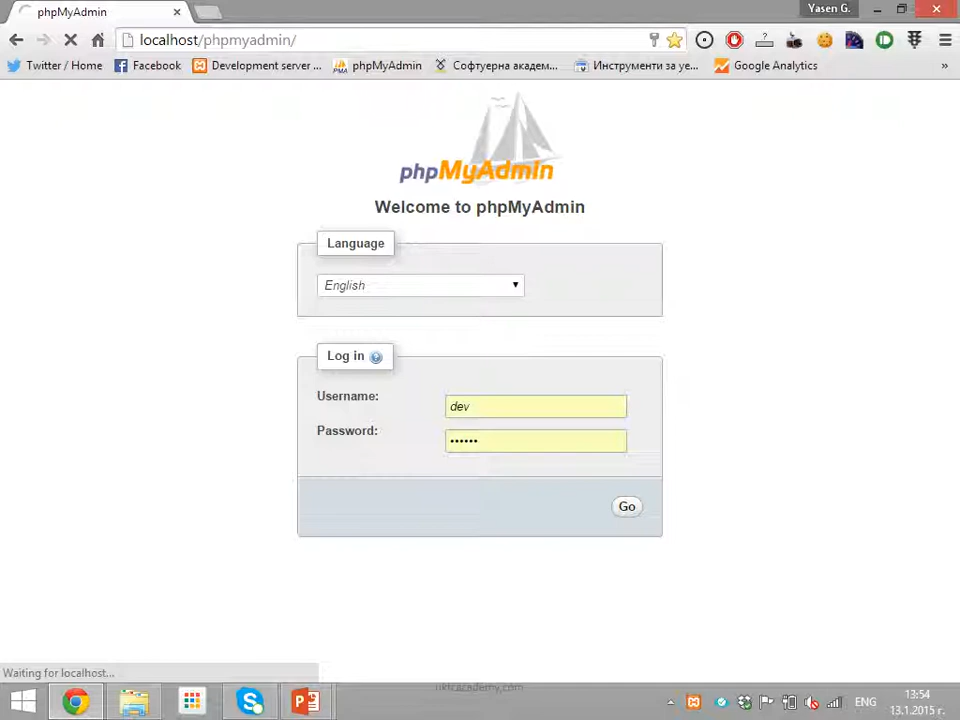 phpMyAdmin
Yasen G.
localhost/phpmyadmin/
Twitter / Home
Facebook
Development server ...
phpMyAdmin
Софтуерна академ...
Инструменти за уе...
Google Analytics
»
phpMyAdmin
Welcome to phpMyAdmin
Language
English
Log in
Username:
dev
Password:
••••••
Go
Waiting for localhost...
ЕНГ
13:54
13.1.2015 г.